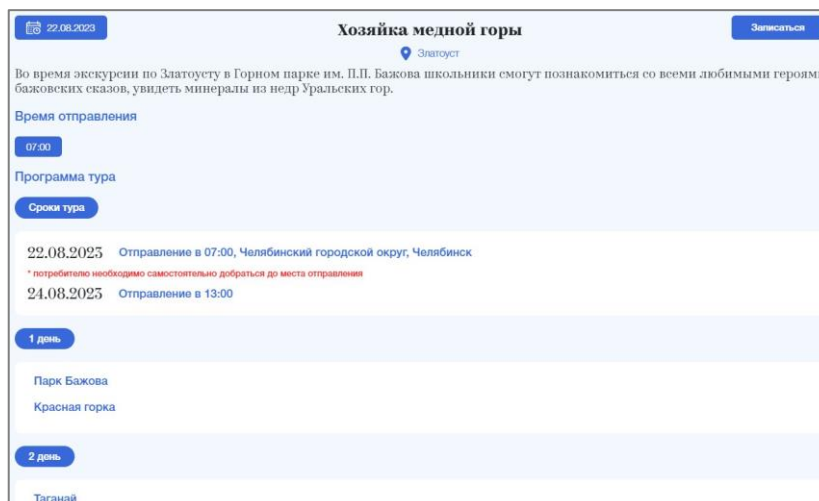 22.08.2023
Хозяйка медной горы
Записаться
Златоуст
Во время экскурсии по Златоусту в Горном парке им. П.П. Бажова школьники смогут познакомиться со всеми любимыми героями
бажовских сказов, увидеть минералы из недр Уральских гор.
Время отправления
07:00
Программа тура
Сроки тура
22.08.2023 Отправление в 07:00, Челябинский городской округ, Челябинск
* потребителю необходимо самостоятельно добраться до места отправления
24.08.2023 Отправление в 13:00
1 день
Парк Бажова
Красная горка
2 день
Таганай